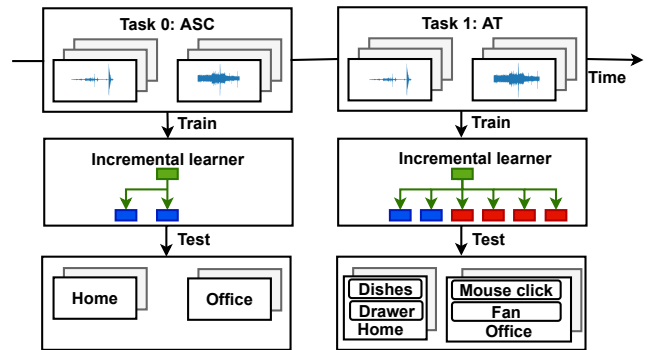 Task 0: ASC
Task 1: AT
Time
Train
Train
Incremental learner
Incremental learner
Test
Test
Home
Office
Dishes
Drawer
Home
Mouse click
Fan
Office